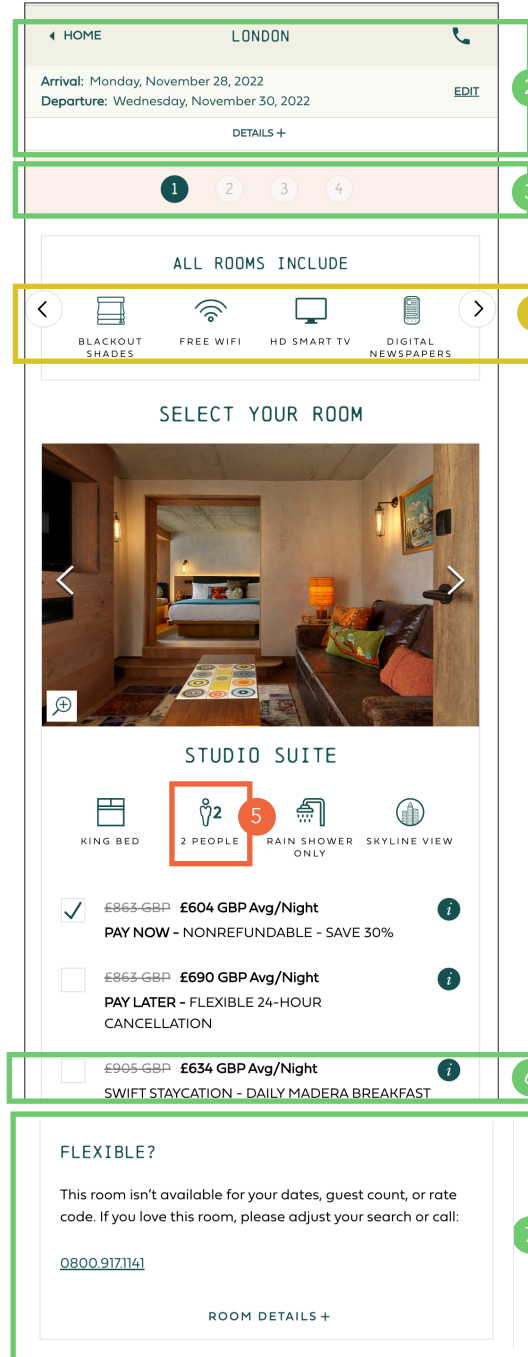 HOME LONDON
Arrival: Monday, November 28, 2022
Departure: Wednesday, November 30, 2022
EDIT
DETAILS +
1 2 3 4
ALL ROOMS INCLUDE
BLACKOUT SHADES
FREE WIFI
HD SMART TV
DIGITAL NEWSPAPERS
SELECT YOUR ROOM
STUDIO SUITE
2
5
KING BED
2 PEOPLE
RAIN SHOWER ONLY
SKYLINE VIEW
£863 GBP £604 GBP Avg/Night i
PAY NOW - NONREFUNDABLE - SAVE 30%
£863 GBP £690 GBP Avg/Night i
PAY LATER - FLEXIBLE 24-HOUR
CANCELLATION
£905 GBP £634 GBP Avg/Night i
SWIFT STAYCATION - DAILY MADERA BREAKFAST
FLEXIBLE?
This room isn't available for your dates, guest count, or rate
code. If you love this room, please adjust your search or call:
0800.917.1141
ROOM DETAILS +